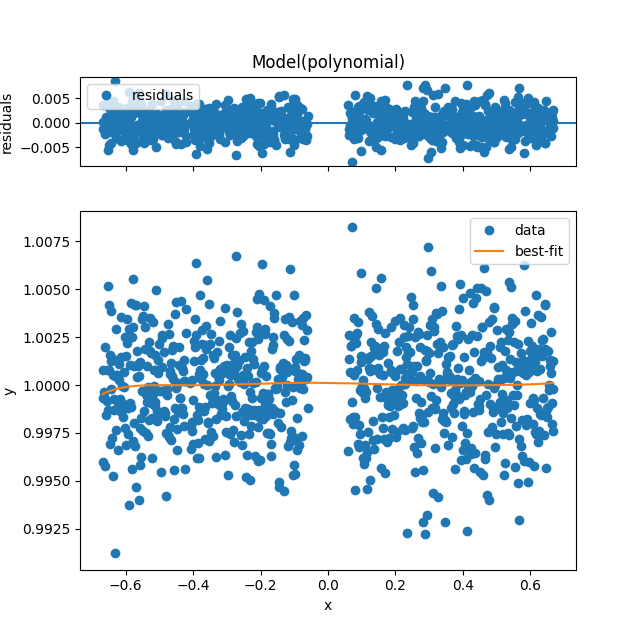 Model(polynomial)
residuals
0.005
0.000
−0.005
residuals
data
best-fit
y
1.0075
1.0050
1.0025
1.0000
0.9975
0.9950
0.9925
−0.6 −0.4 −0.2 0.0 0.2 0.4 0.6
x